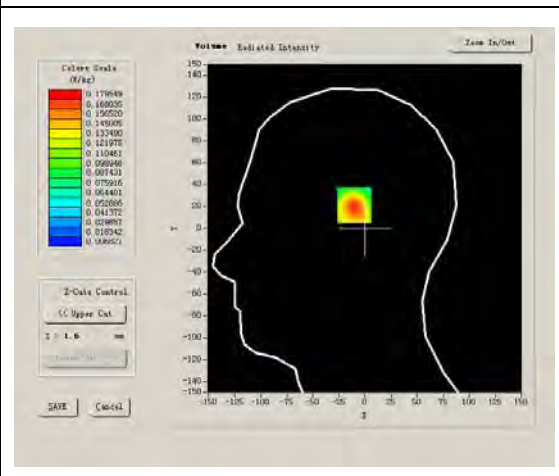 Volume Radiated Intensity
Zoom In/Out
Colors Scale
(W/kg)
0.179549
0.168035
0.156520
0.145005
0.133490
0.121975
0.110461
0.098946
0.087431
0.075916
0.064401
0.052886
0.041372
0.029857
0.018342
Z-Cuts Control
<< Upper Cut
Z : 1.6 mm
SAVE
Cancel
150
140
120
100
80
60
40
20
Y
0
-20
-40
-60
-80
-100
-120
-140
-150
-150 -125 -100 -75 -50 -25 0 25 50 75 100 125 150
X